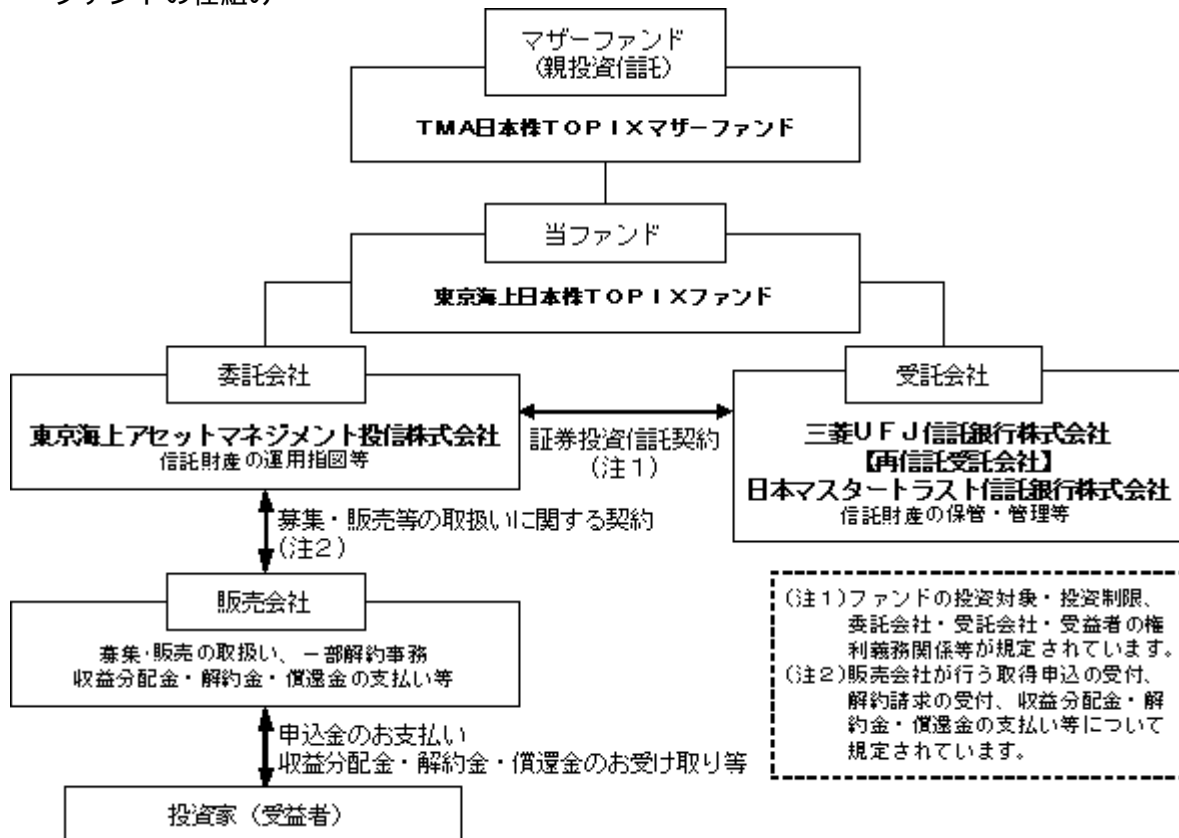 ファンドの仕組み
マザーファンド
(親投資信託)
TMA日本株TOPIXマザーファンド
当ファンド
東京海上日本株TOPIXファンド
委託会社
東京海上アセットマネジメント投信株式会社
信託財産の運用指図等
証券投資信託契約
(注1)
受託会社
三菱UFJ信託銀行株式会社
【再信託受託会社】
日本マスタートラスト信託銀行株式会社
信託財産の保管・管理等
募集・販売等の取扱いに関する契約
(注2)
販売会社
募集・販売の取扱い、一部解約事務
収益分配金・解約金・償還金の支払い等
申込金のお支払い
収益分配金・解約金・償還金のお受け取り等
投資家(受益者)
(注1)ファンドの投資対象・投資制限、
委託会社・受託会社・受益者の権
利義務関係等が規定されています。
(注2)販売会社が行う取得申込の受付、
解約請求の受付、収益分配金・解
約金・償還金の支払い等について
規定されています。